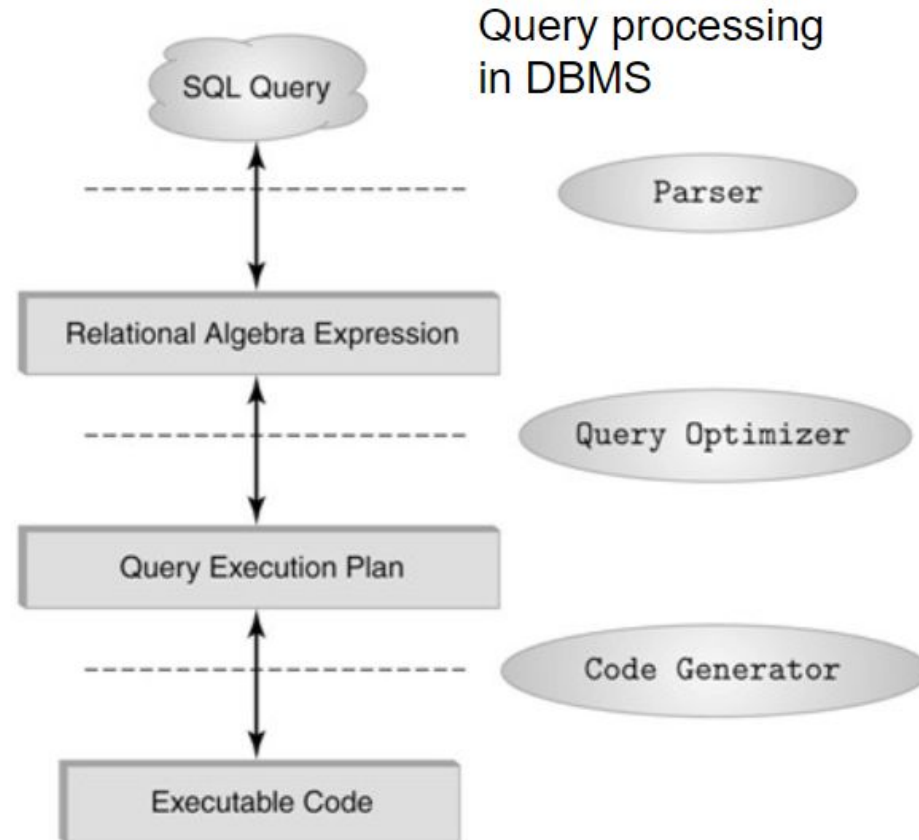 Query processing
in DBMS
SQL Query
Parser
Relational Algebra Expression
Query Optimizer
Query Execution Plan
Code Generator
Executable Code